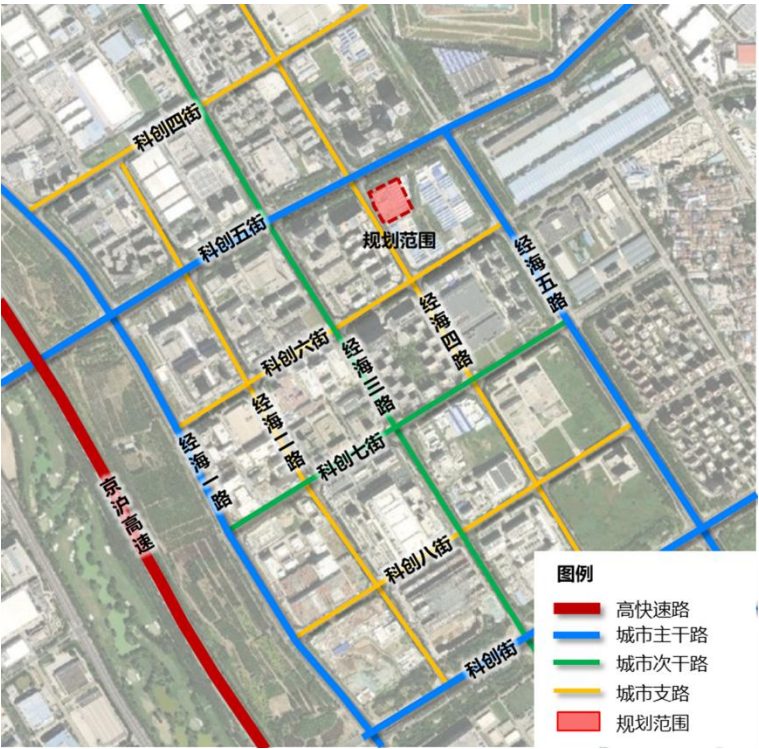 科创四街
科创五街
规划范围
经海五路
经海四路
科创六街
经海三路
经海二路
科创七街
经海一路
京沪高速
科创八街
科创街
图例
高快速路
城市主干路
城市次干路
城市支路
规划范围